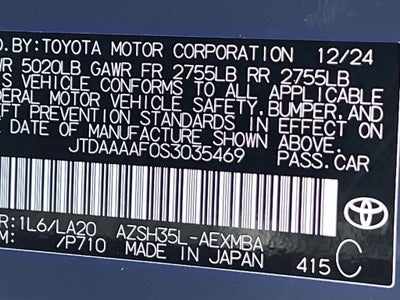 D.BY: TOYOTA MOTOR CORPORATION 12/24
WR 5020LB GAWR FR 2755LB RR 2755LB
S VEHICLE CONFORMS TO ALL APPLICABLE
DERAL MOTOR VEHICLE SAFETY, BUMPER, AND
FT PREVENTION STANDARDS IN EFFECT
E DATE OF MANUFACTURE SHOWN ABOVE.
JTDAAAAF0S3035469 PASS.CAR
R:1L6/LA20 AZSH35L-AEXMBA
M: /P710 MADE IN JAPAN 415 C